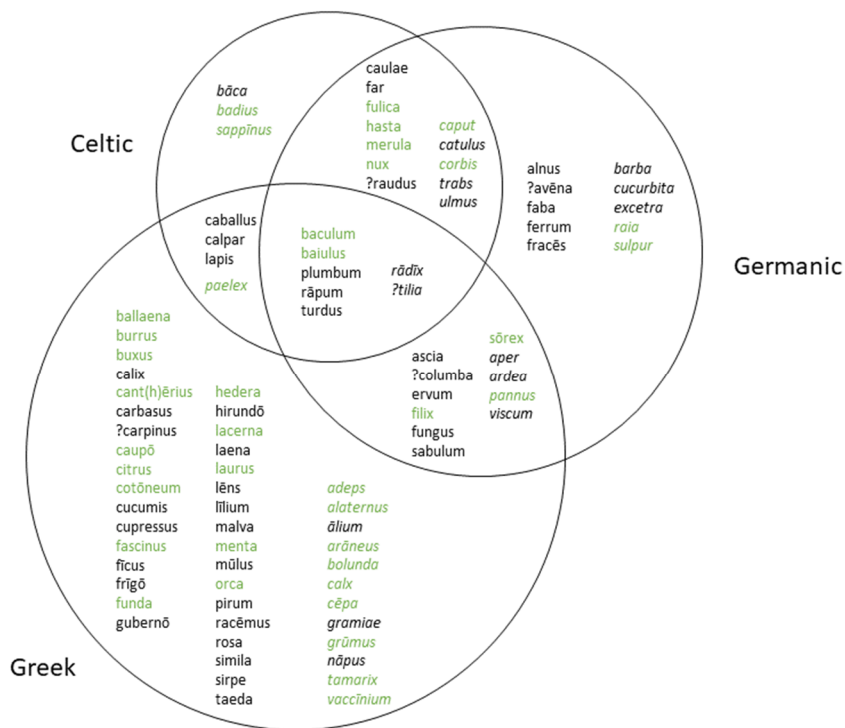 Celtic
bāca
badius
sappīnus
caulae
far
fulica
hasta
merula
nux
?raudus
caput
catulus
corbis
trabs
ulmus
alnus
?avēna
faba
ferrum
fracēs
barba
cucurbita
excetra
raia
sulpur
Germanic
caballus
calpar
lapis
paelex
baculum
baiulus
plumbum
rāpum
turdus
rādīx
?tilia
ascia
?columba
ervum
filix
fungus
sabulum
sōrex
aper
ardea
pannus
viscum
ballaena
burrus
buxus
calix
cant(h)ērius
carbasus
?carpinus
caupō
citrus
cotōneum
cucumis
cupressus
fascinus
fīcus
frīgō
funda
gubernō
hedera
hirundō
lacerna
laena
laurus
lēns
līlium
malva
menta
mūlus
orca
pirum
racēmus
rosa
simila
sirpe
taeda
adeps
alaternus
ālium
arāneus
bolunda
calx
cēpa
gramiae
grūmus
nāpus
tamarix
vaccīnium
Greek